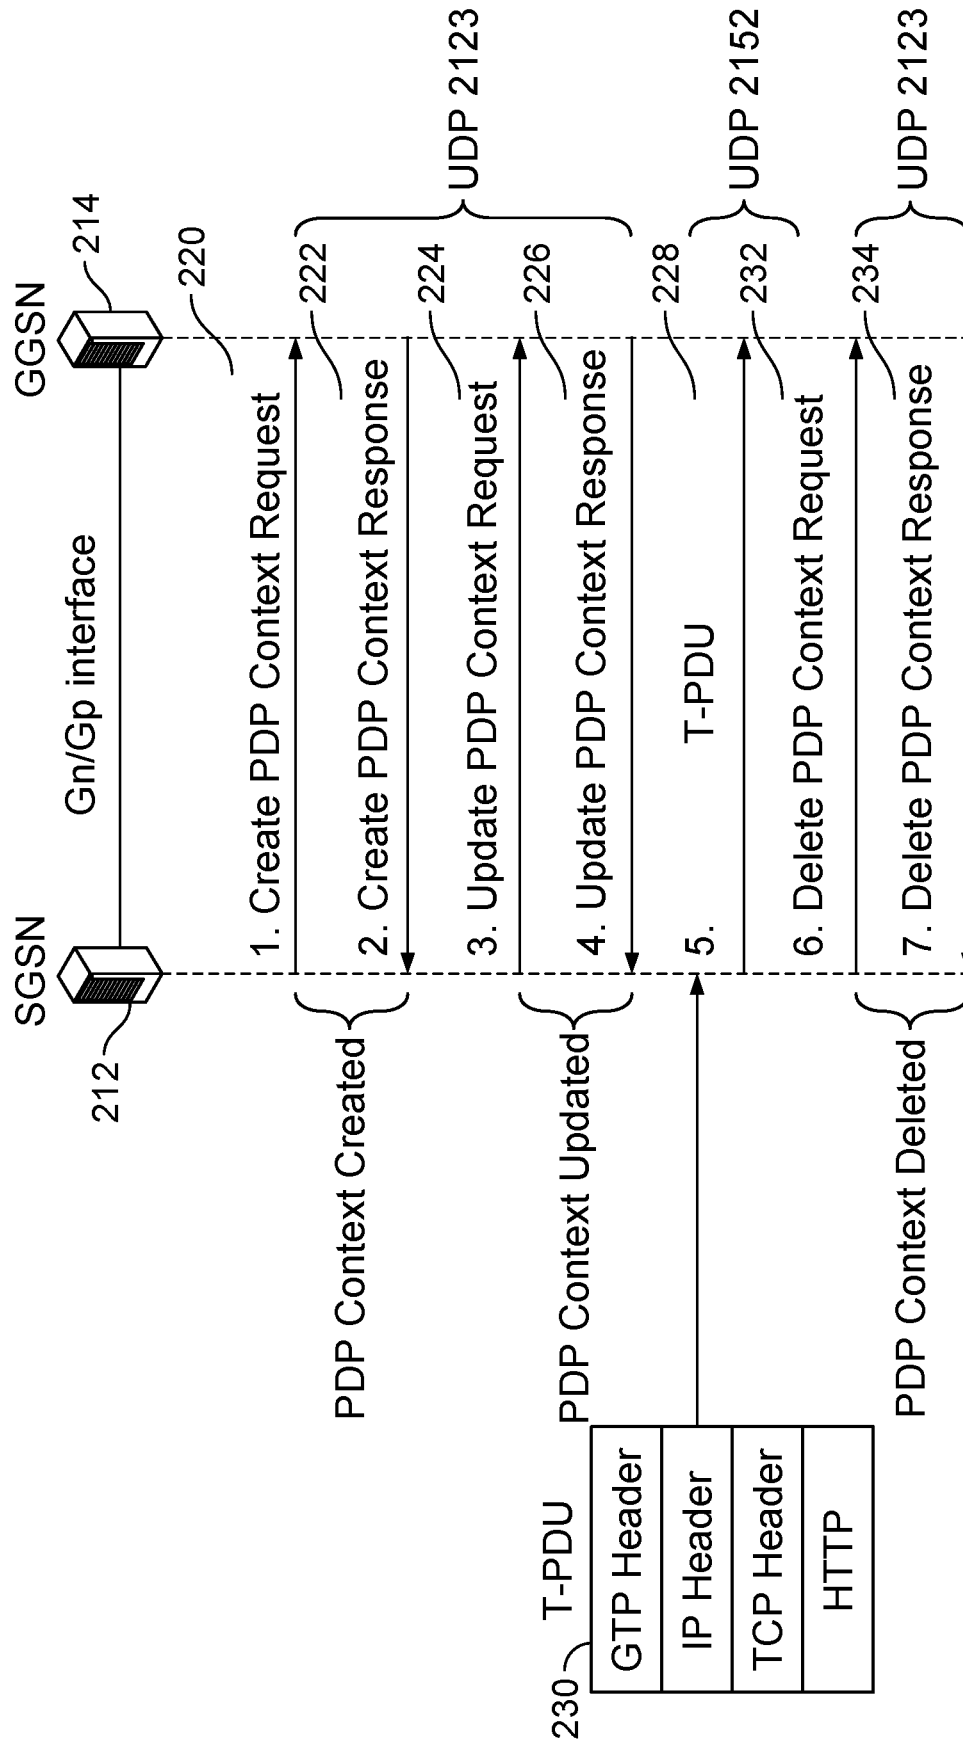 SGSN
Gn/Gp interface
GGSN
212
214
220
1. Create PDP Context Request
222
2. Create PDP Context Response
PDP Context Created
224
3. Update PDP Context Request
226
4. Update PDP Context Response
PDP Context Updated
UDP 2123
228
5. T-PDU
UDP 2152
T-PDU
230
GTP Header
IP Header
TCP Header
HTTP
232
6. Delete PDP Context Request
234
7. Delete PDP Context Response
PDP Context Deleted
UDP 2123